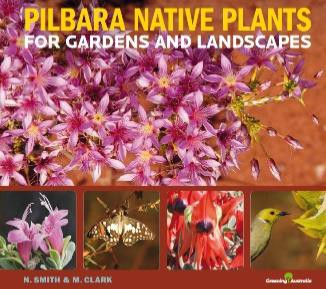 PILBARA NATIVE PLANTS
FOR GARDENS AND LANDSCAPES
N. SMITH & M. CLARK
Greening Australia